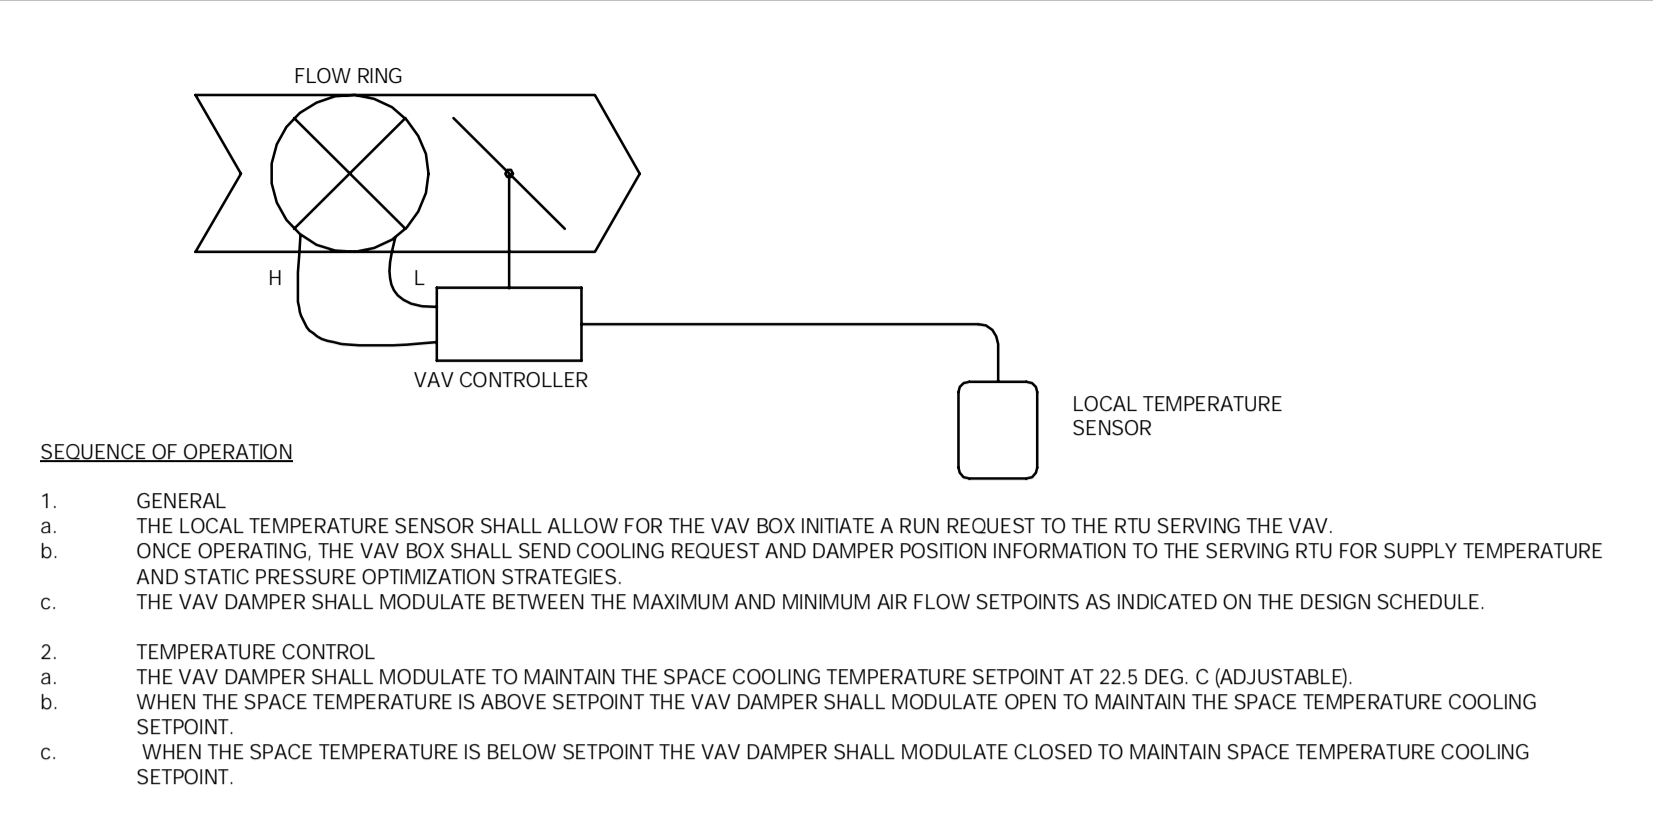 FLOW RING
H
L
VAV CONTROLLER
LOCAL TEMPERATURE
SENSOR
SEQUENCE OF OPERATION
1. GENERAL
a. THE LOCAL TEMPERATURE SENSOR SHALL ALLOW FOR THE VAV BOX INITIATE A RUN REQUEST TO THE RTU SERVING THE VAV.
b. ONCE OPERATING, THE VAV BOX SHALL SEND COOLING REQUEST AND DAMPER POSITION INFORMATION TO THE SERVING RTU FOR SUPPLY TEMPERATURE
AND STATIC PRESSURE OPTIMIZATION STRATEGIES.
c. THE VAV DAMPER SHALL MODULATE BETWEEN THE MAXIMUM AND MINIMUM AIR FLOW SETPOINTS AS INDICATED ON THE DESIGN SCHEDULE.
2. TEMPERATURE CONTROL
a. THE VAV DAMPER SHALL MODULATE TO MAINTAIN THE SPACE COOLING TEMPERATURE SETPOINT AT 22.5 DEG. C (ADJUSTABLE).
b. WHEN THE SPACE TEMPERATURE IS ABOVE SETPOINT THE VAV DAMPER SHALL MODULATE OPEN TO MAINTAIN THE SPACE TEMPERATURE COOLING
SETPOINT.
c. WHEN THE SPACE TEMPERATURE IS BELOW SETPOINT THE VAV DAMPER SHALL MODULATE CLOSED TO MAINTAIN SPACE TEMPERATURE COOLING
SETPOINT.